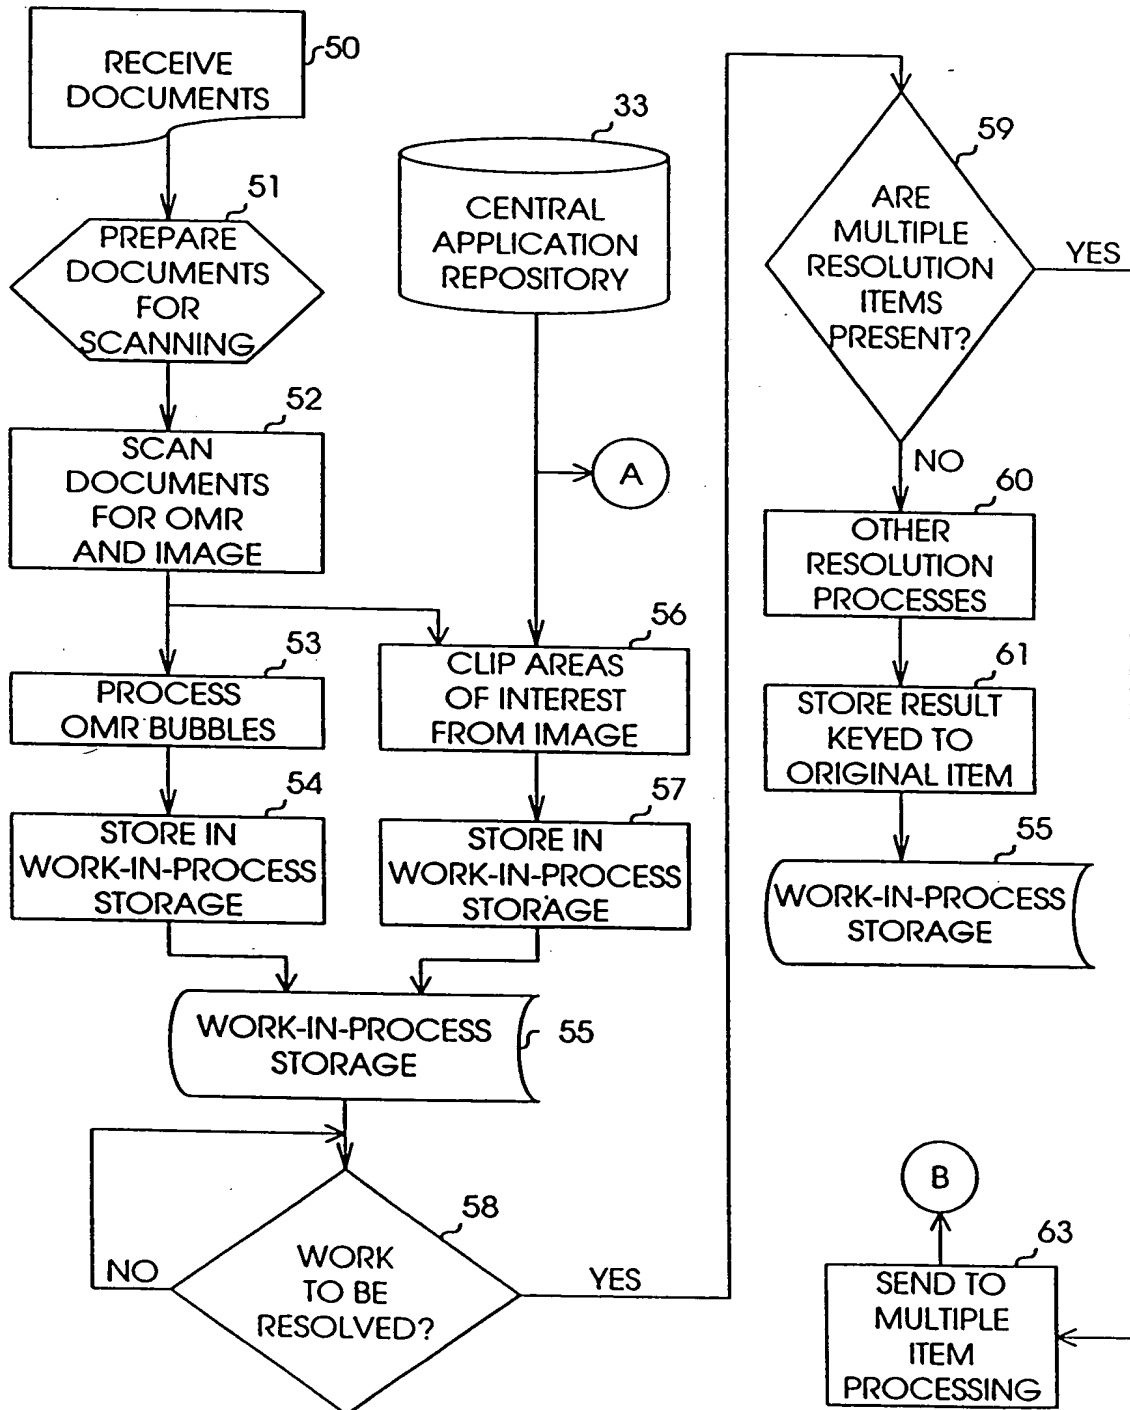 50
RECEIVE
DOCUMENTS
51
PREPARE
DOCUMENTS
FOR
SCANNING
52
SCAN
DOCUMENTS
FOR OMR
AND IMAGE
53
PROCESS
OMR BUBBLES
54
STORE IN
WORK-IN-PROCESS
STORAGE
33
CENTRAL
APPLICATION
REPOSITORY
A
56
CLIP AREAS
OF INTEREST
FROM IMAGE
57
STORE IN
WORK-IN-PROCESS
STORAGE
WORK-IN-PROCESS
STORAGE
55
58
WORK
TO BE
RESOLVED?
NO
YES
59
ARE
MULTIPLE
RESOLUTION
ITEMS
PRESENT?
YES
NO
60
OTHER
RESOLUTION
PROCESSES
61
STORE RESULT
KEYED TO
ORIGINAL ITEM
55
WORK-IN-PROCESS
STORAGE
B
63
SEND TO
MULTIPLE
ITEM
PROCESSING